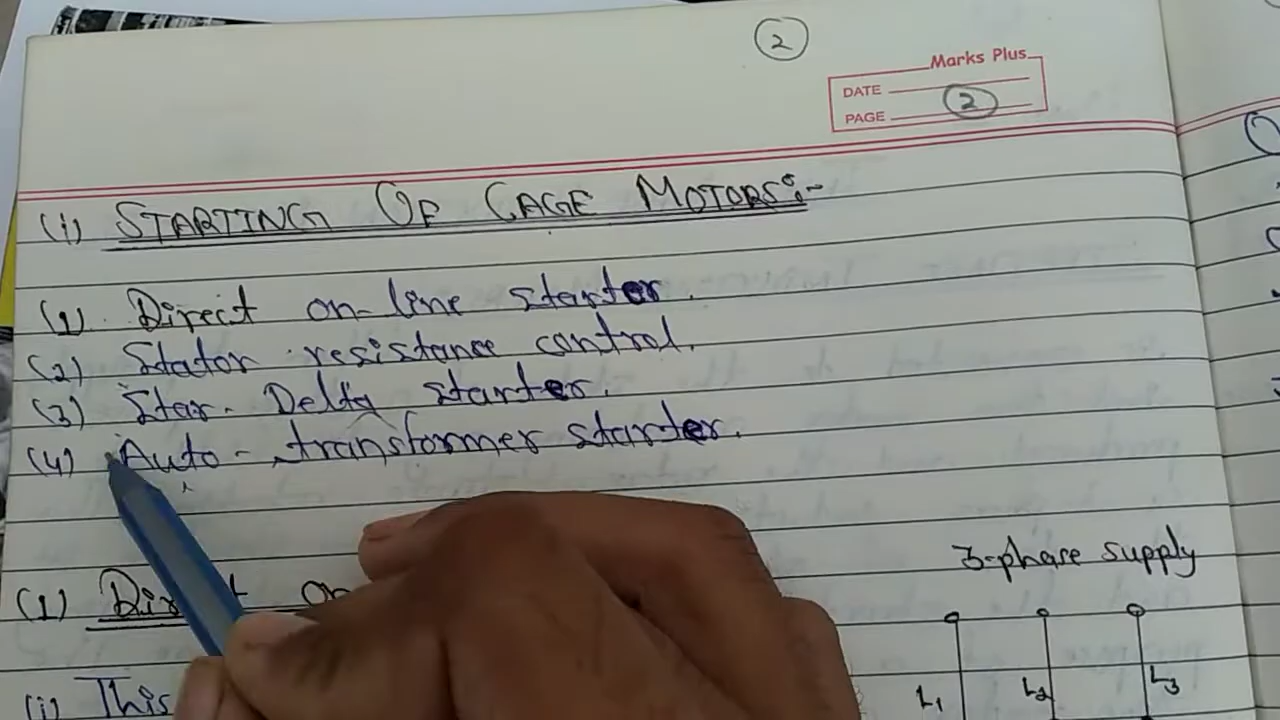 2
Marks Plus
DATE
PAGE 2
(i) STARTING OF CAGE MOTORS:-
(1) Direct on-line starter.
(2) Stator resistance control.
(3) Star-Delta starter.
(4) Auto-transformer starter.
3-phase supply
(1)
(i) This
L1 L2 L3